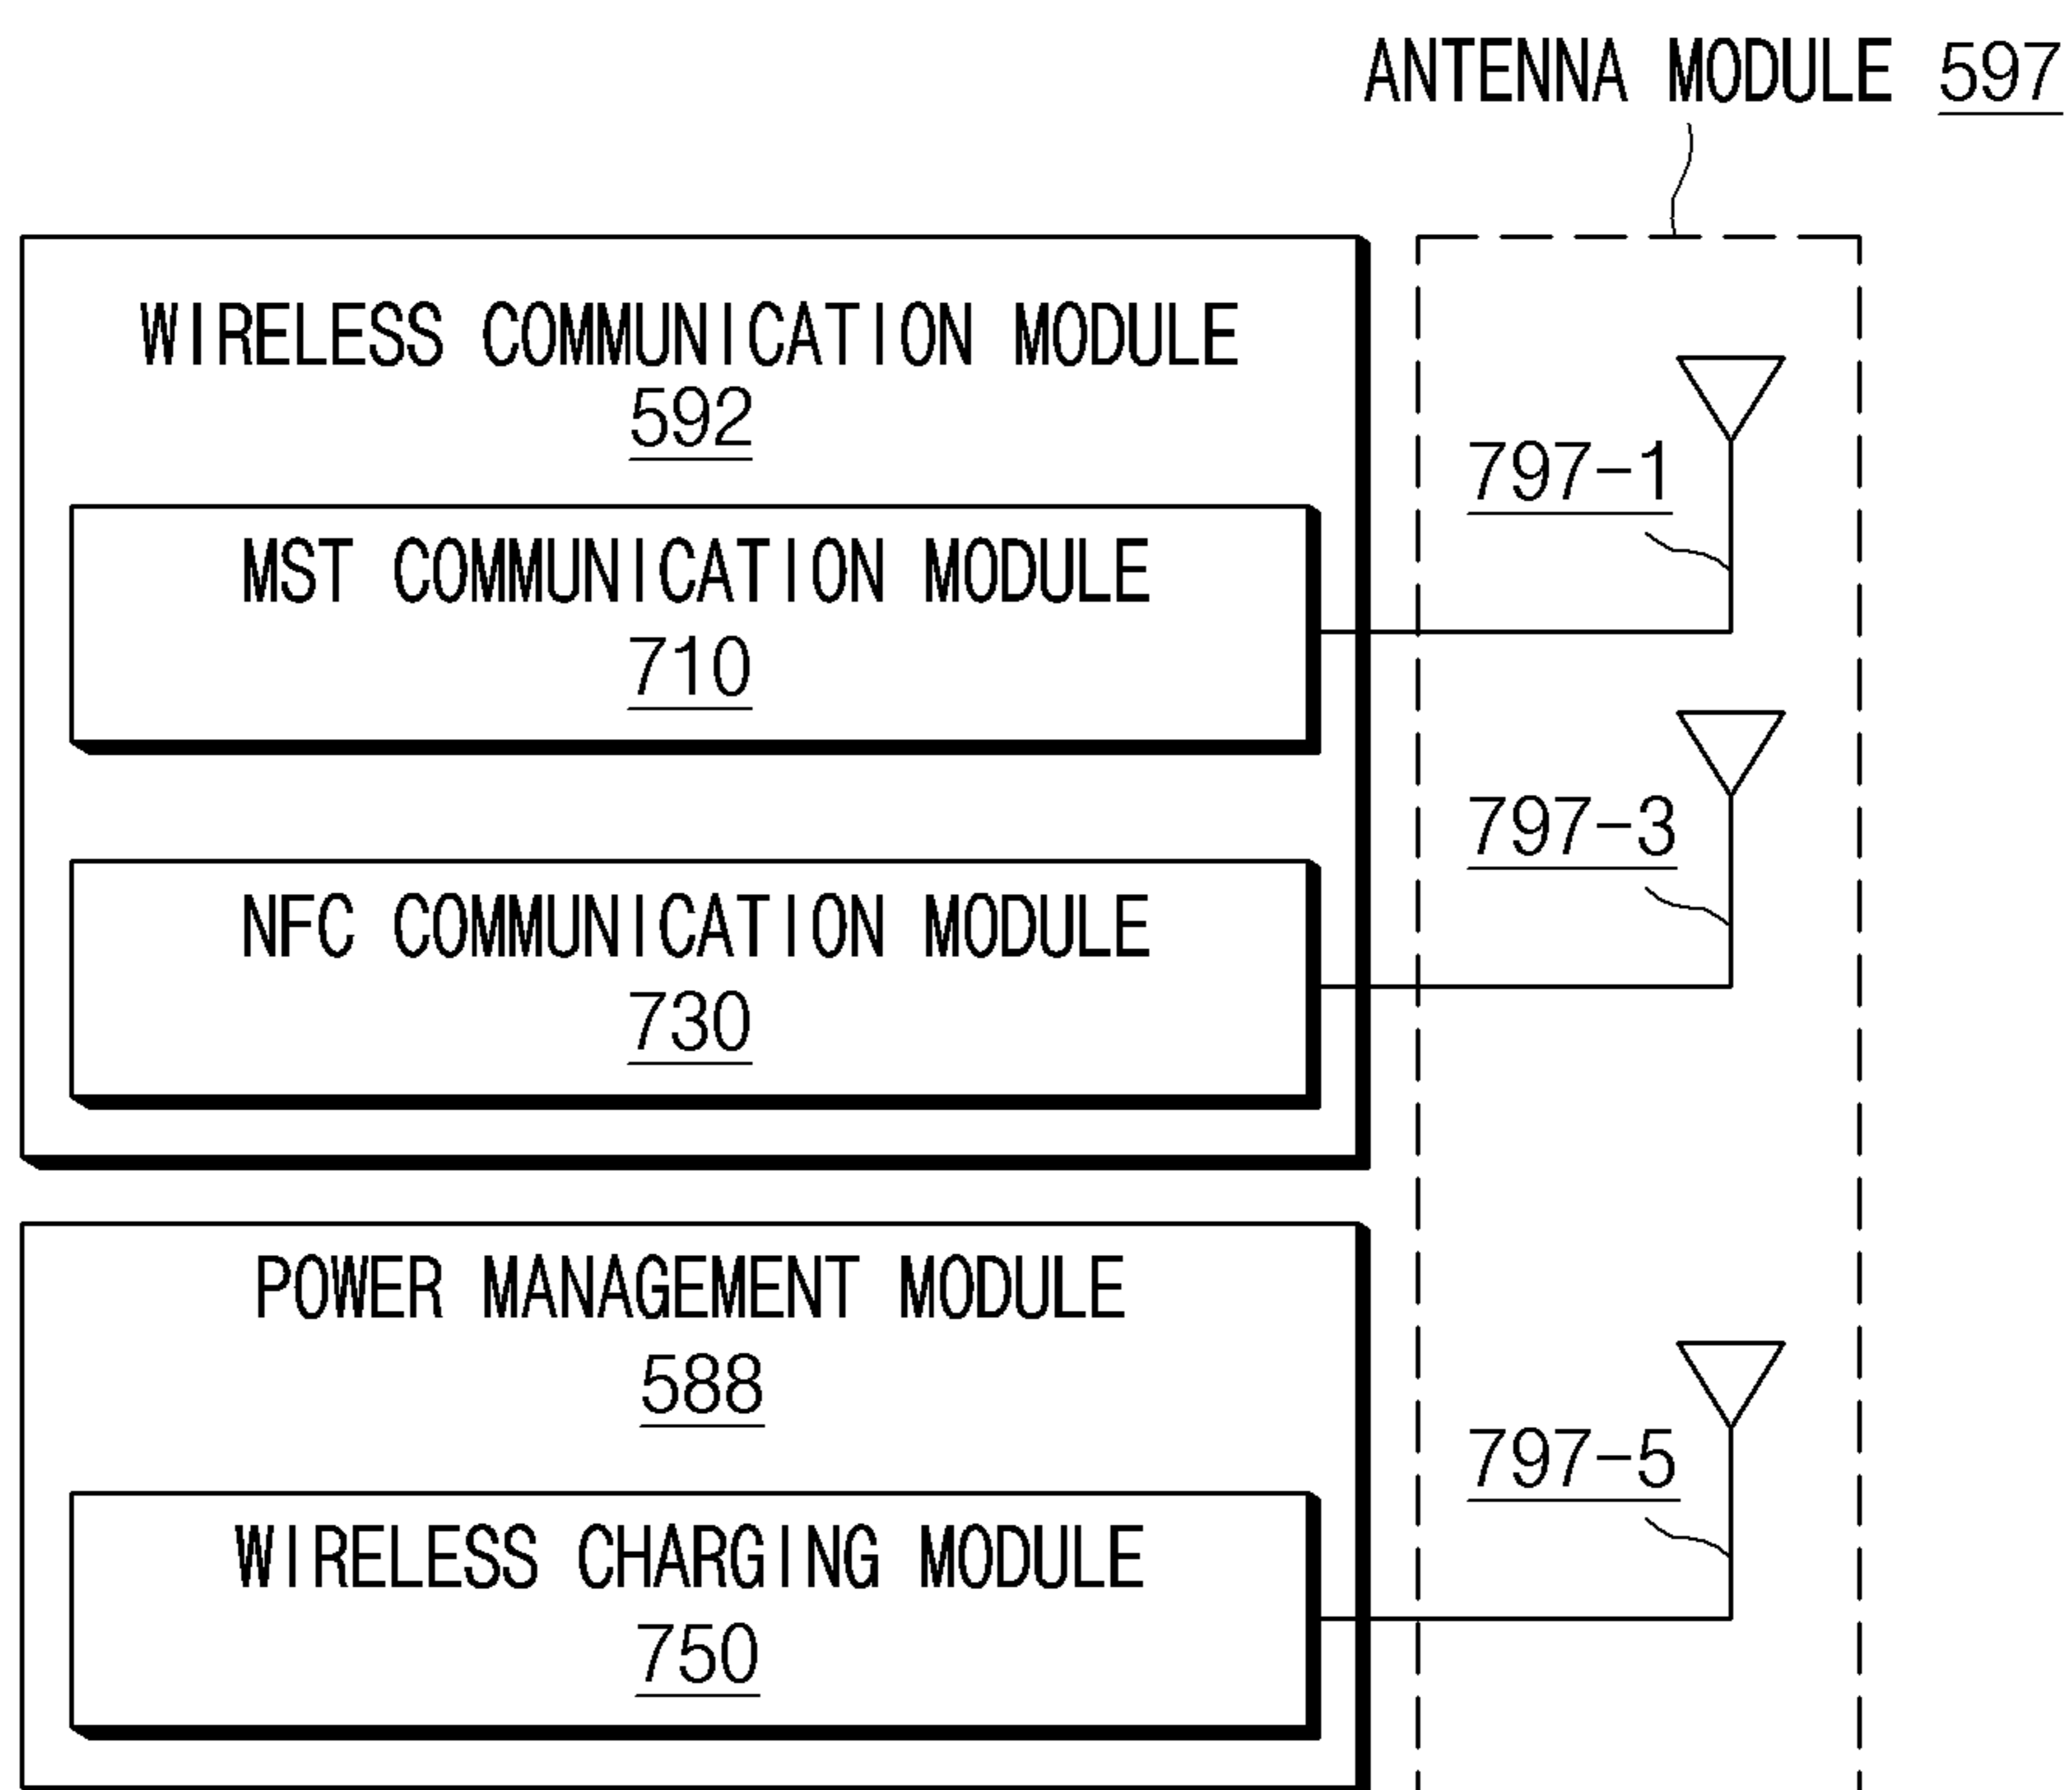 ANTENNA MODULE 597
WIRELESS COMMUNICATION MODULE
592
797-1
MST COMMUNICATION MODULE
710
797-3
NFC COMMUNICATION MODULE
730
POWER MANAGEMENT MODULE
588
797-5
WIRELESS CHARGING MODULE
750